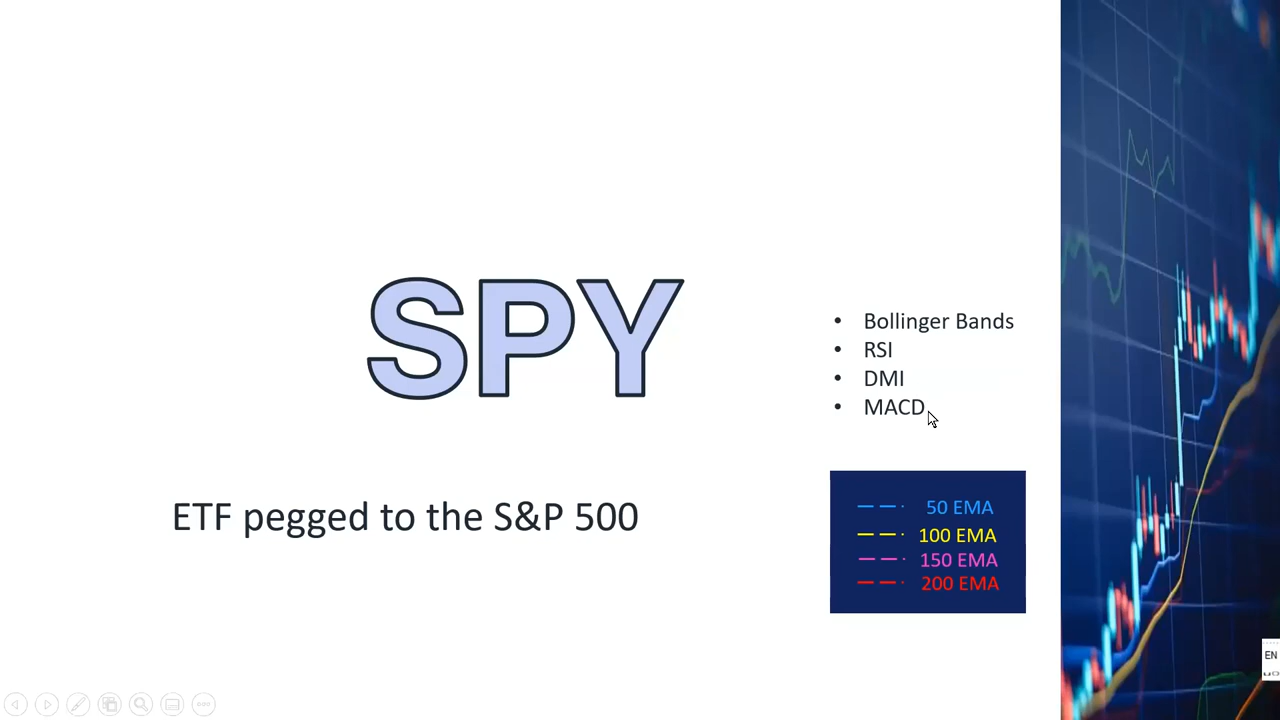 SPY
ETF pegged to the S&P 500
• Bollinger Bands
• RSI
• DMI
• MACD
50 EMA
100 EMA
150 EMA
200 EMA
EN